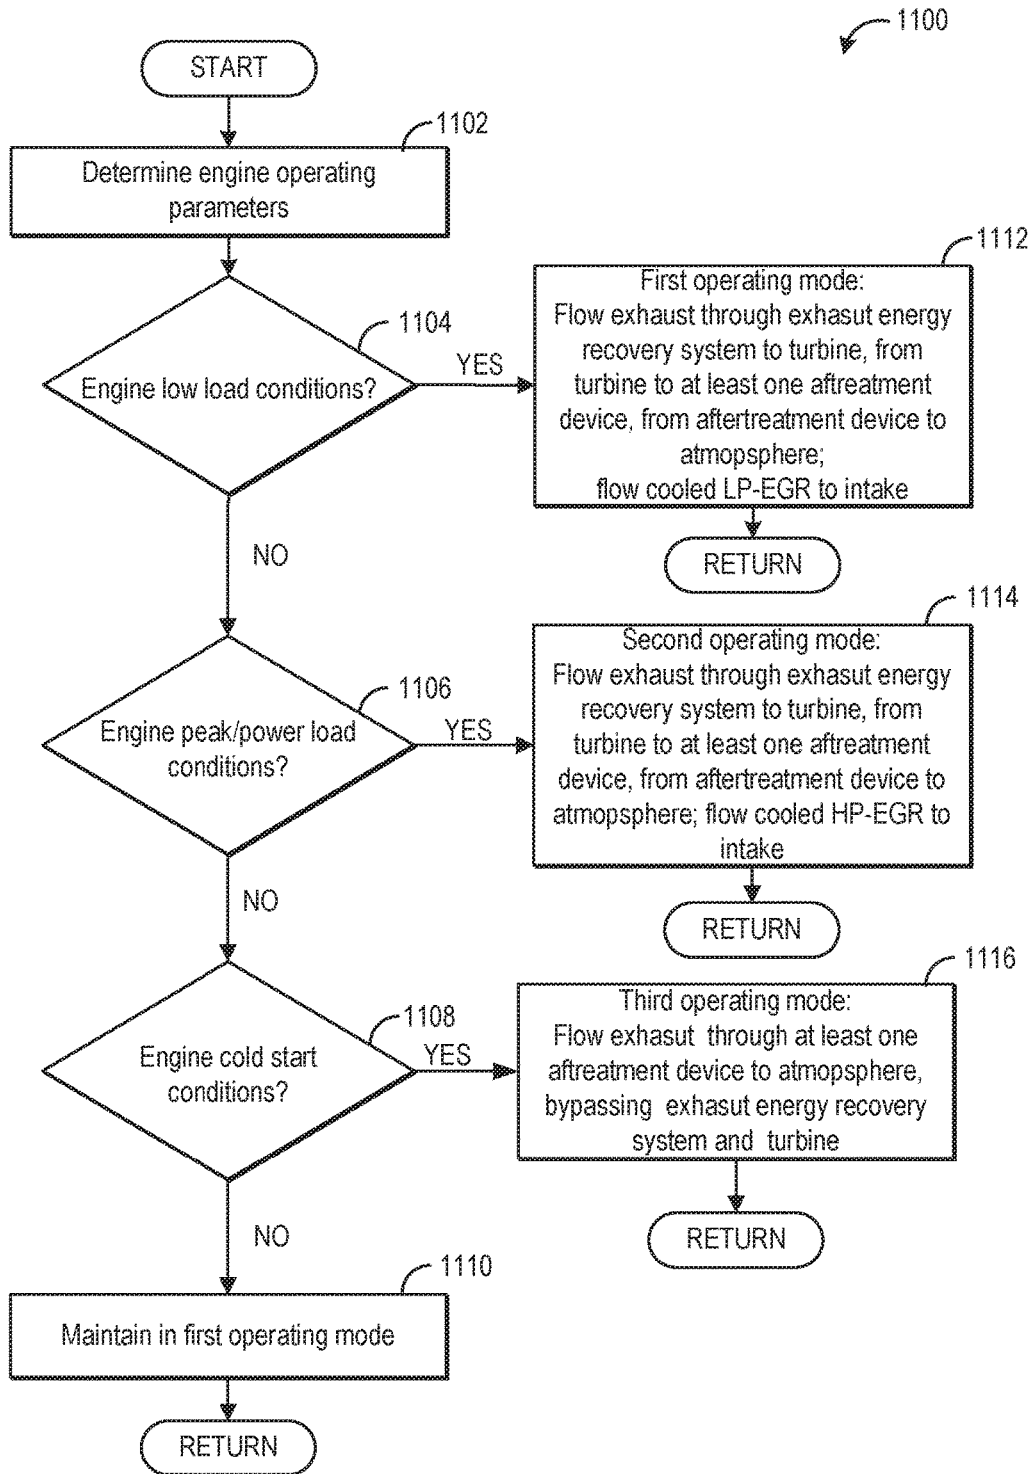 1100
START
1102
Determine engine operating
parameters
1104
Engine low load conditions?
YES
1112
First operating mode:
Flow exhaust through exhasut energy
recovery system to turbine, from
turbine to at least one aftreatment
device, from aftertreatment device to
atmopsphere;
flow cooled LP-EGR to intake
RETURN
NO
1106
Engine peak/power load
conditions?
YES
1114
Second operating mode:
Flow exhaust through exhasut energy
recovery system to turbine, from
turbine to at least one aftreatment
device, from aftertreatment device to
atmopsphere; flow cooled HP-EGR to
intake
RETURN
NO
1108
Engine cold start
conditions?
YES
1116
Third operating mode:
Flow exhasut through at least one
aftreatment device to atmopsphere,
bypassing exhasut energy recovery
system and turbine
RETURN
NO
1110
Maintain in first operating mode
RETURN